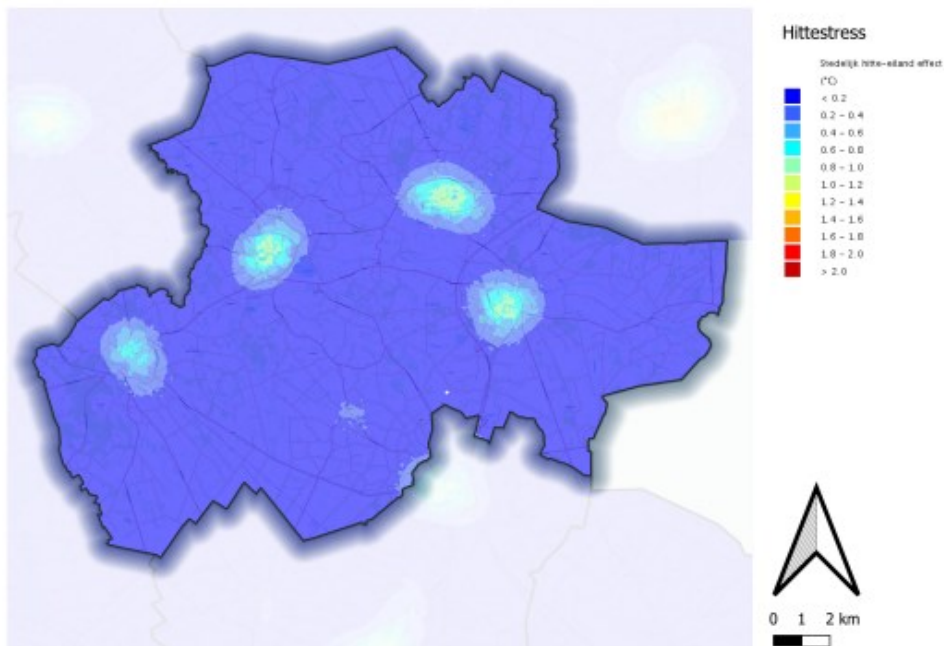 Hittestress
Stedelijk hitte-eiland effect
(°C)
< 0.2
0.2 - 0.4
0.4 - 0.6
0.6 - 0.8
0.8 - 1.0
1.0 - 1.2
1.2 - 1.4
1.4 - 1.6
1.6 - 1.8
1.8 - 2.0
> 2.0
0 1 2 km